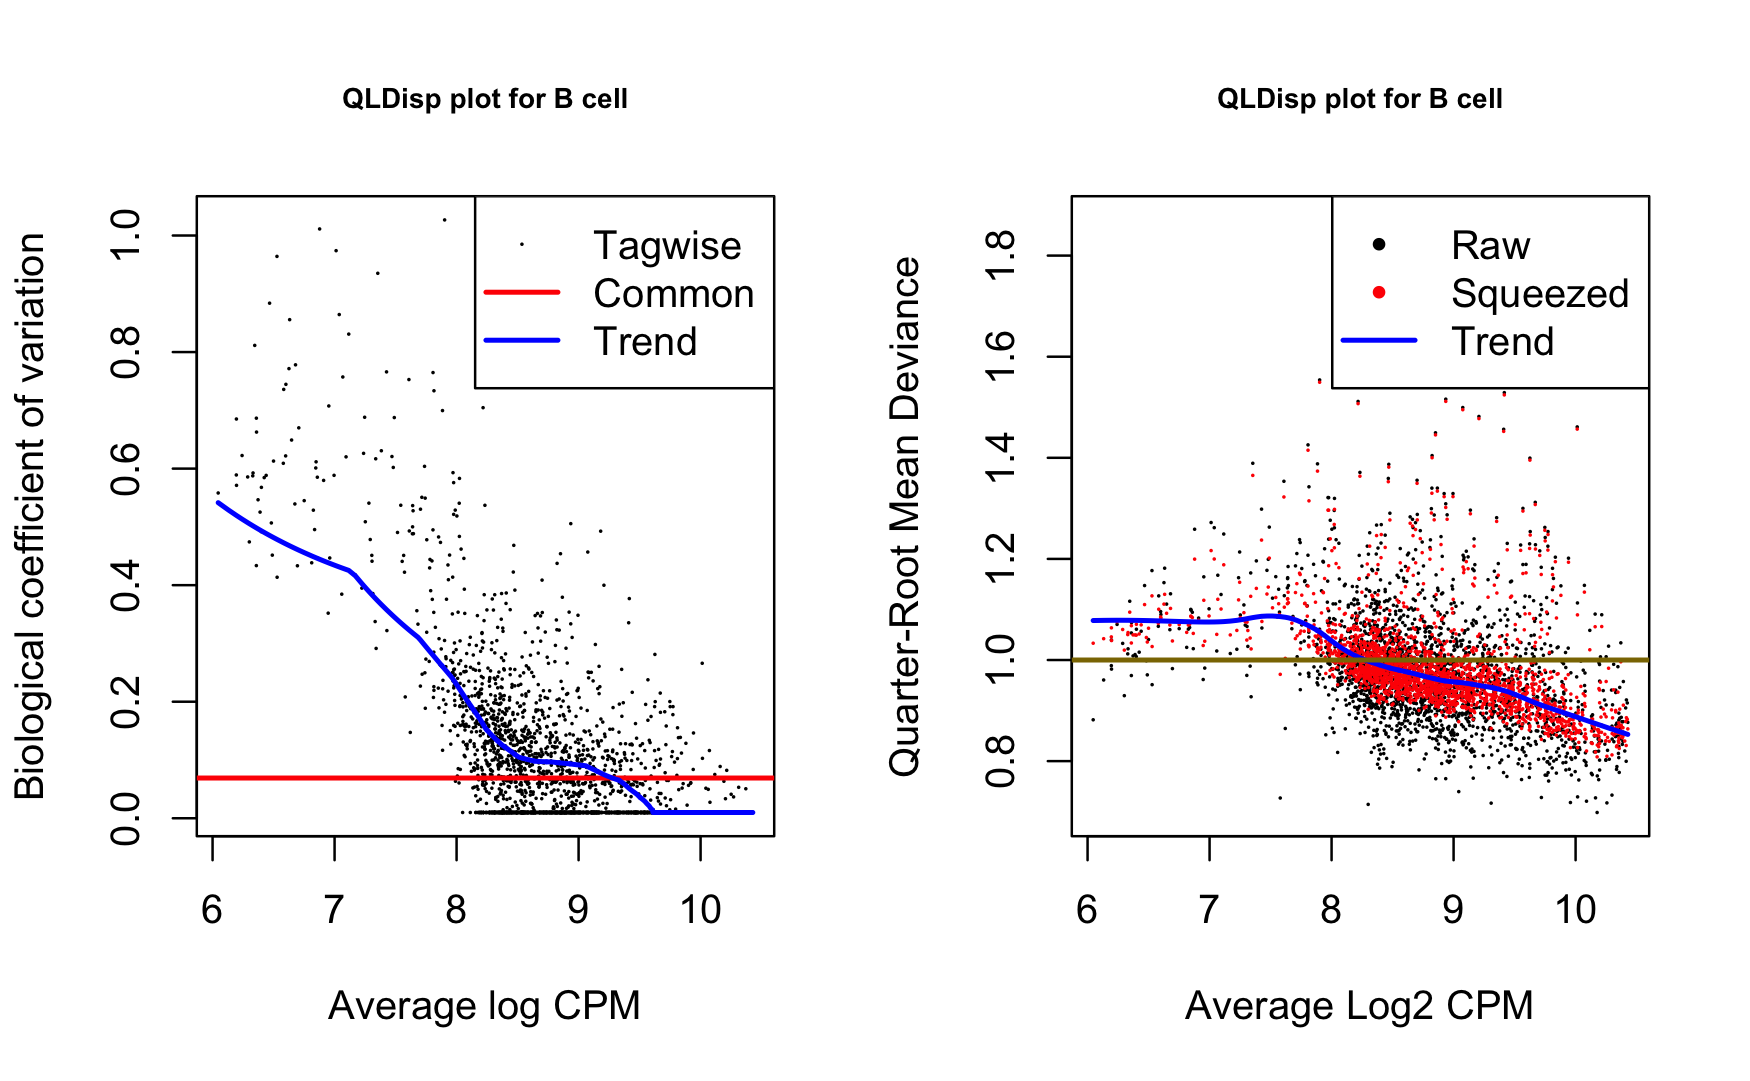 QLDisp plot for B cell
Tagwise
Common
Trend
Biological coefficient of variation
0.0
0.2
0.4
0.6
0.8
1.0
6 7 8 9 10
Average log CPM
QLDisp plot for B cell
Raw
Squeezed
Trend
Quarter-Root Mean Deviance
0.8
1.0
1.2
1.4
1.6
1.8
6 7 8 9 10
Average Log2 CPM